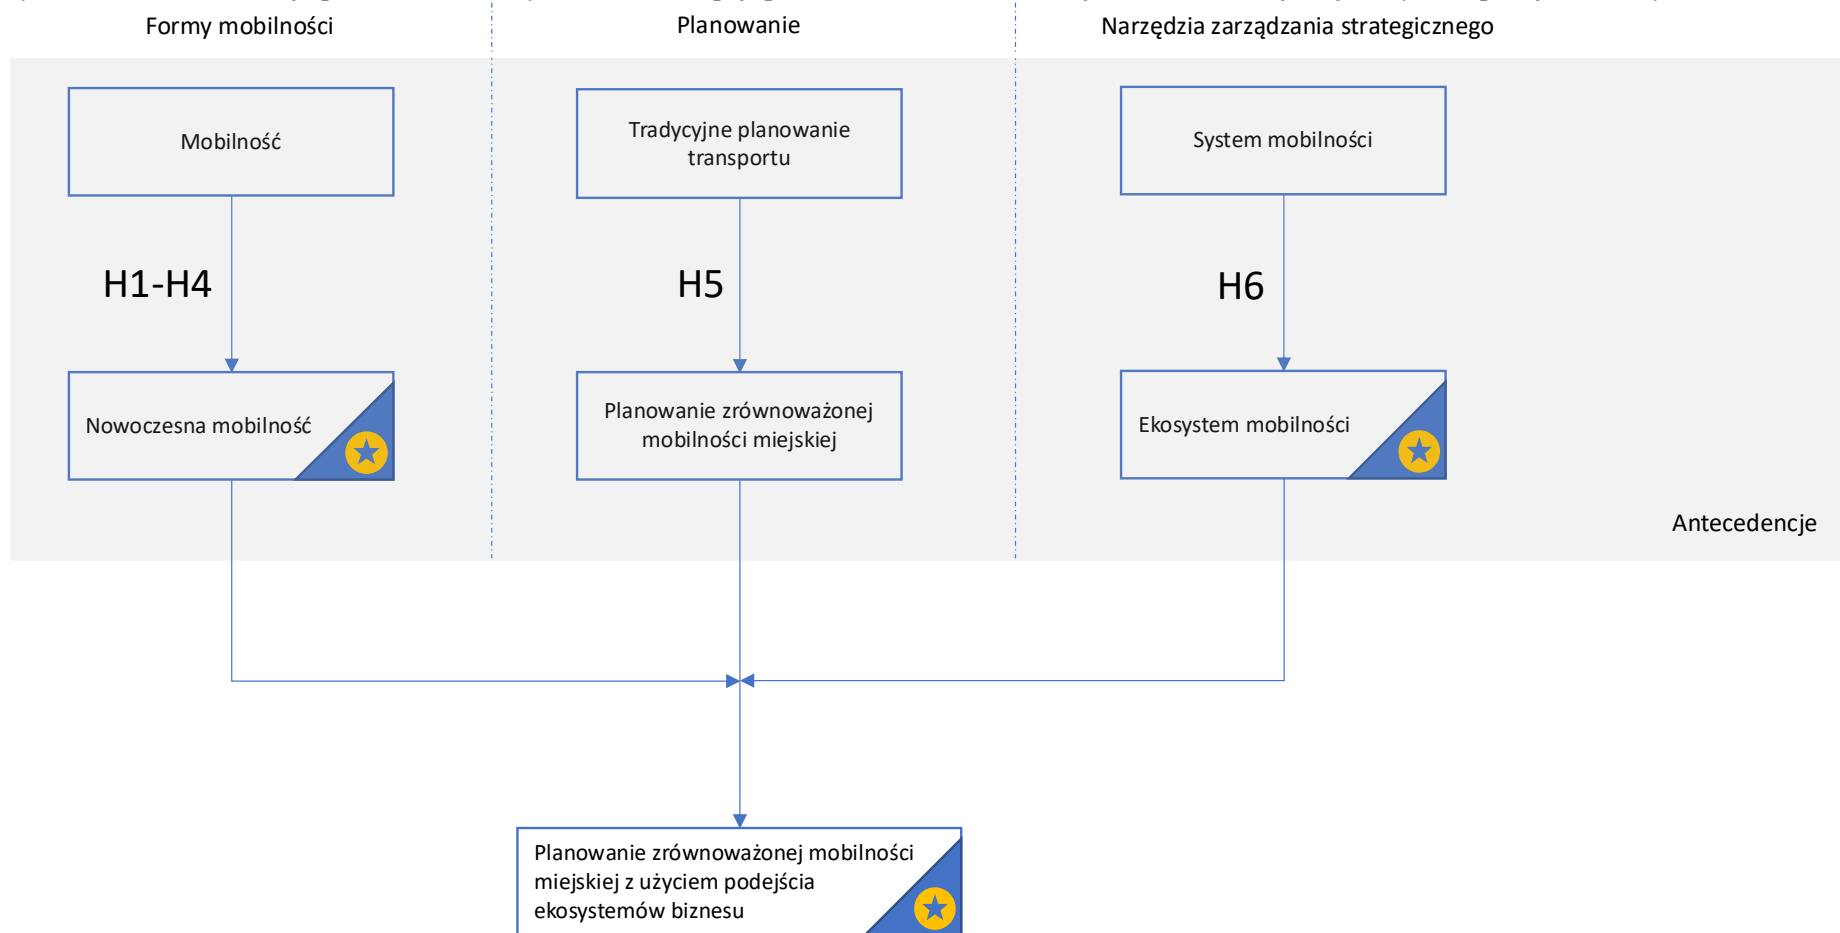 Formy mobilności
Planowanie
Narzędzia zarządzania strategicznego
Mobilność
Tradycyjne planowanie
transportu
System mobilności
H1-H4
H5
H6
Nowoczesna mobilność
Planowanie zrównoważonej
mobilności miejskiej
Ekosystem mobilności
Antecedencje
Planowanie zrównoważonej mobilności
miejskiej z użyciem podejścia
ekosystemów biznesu